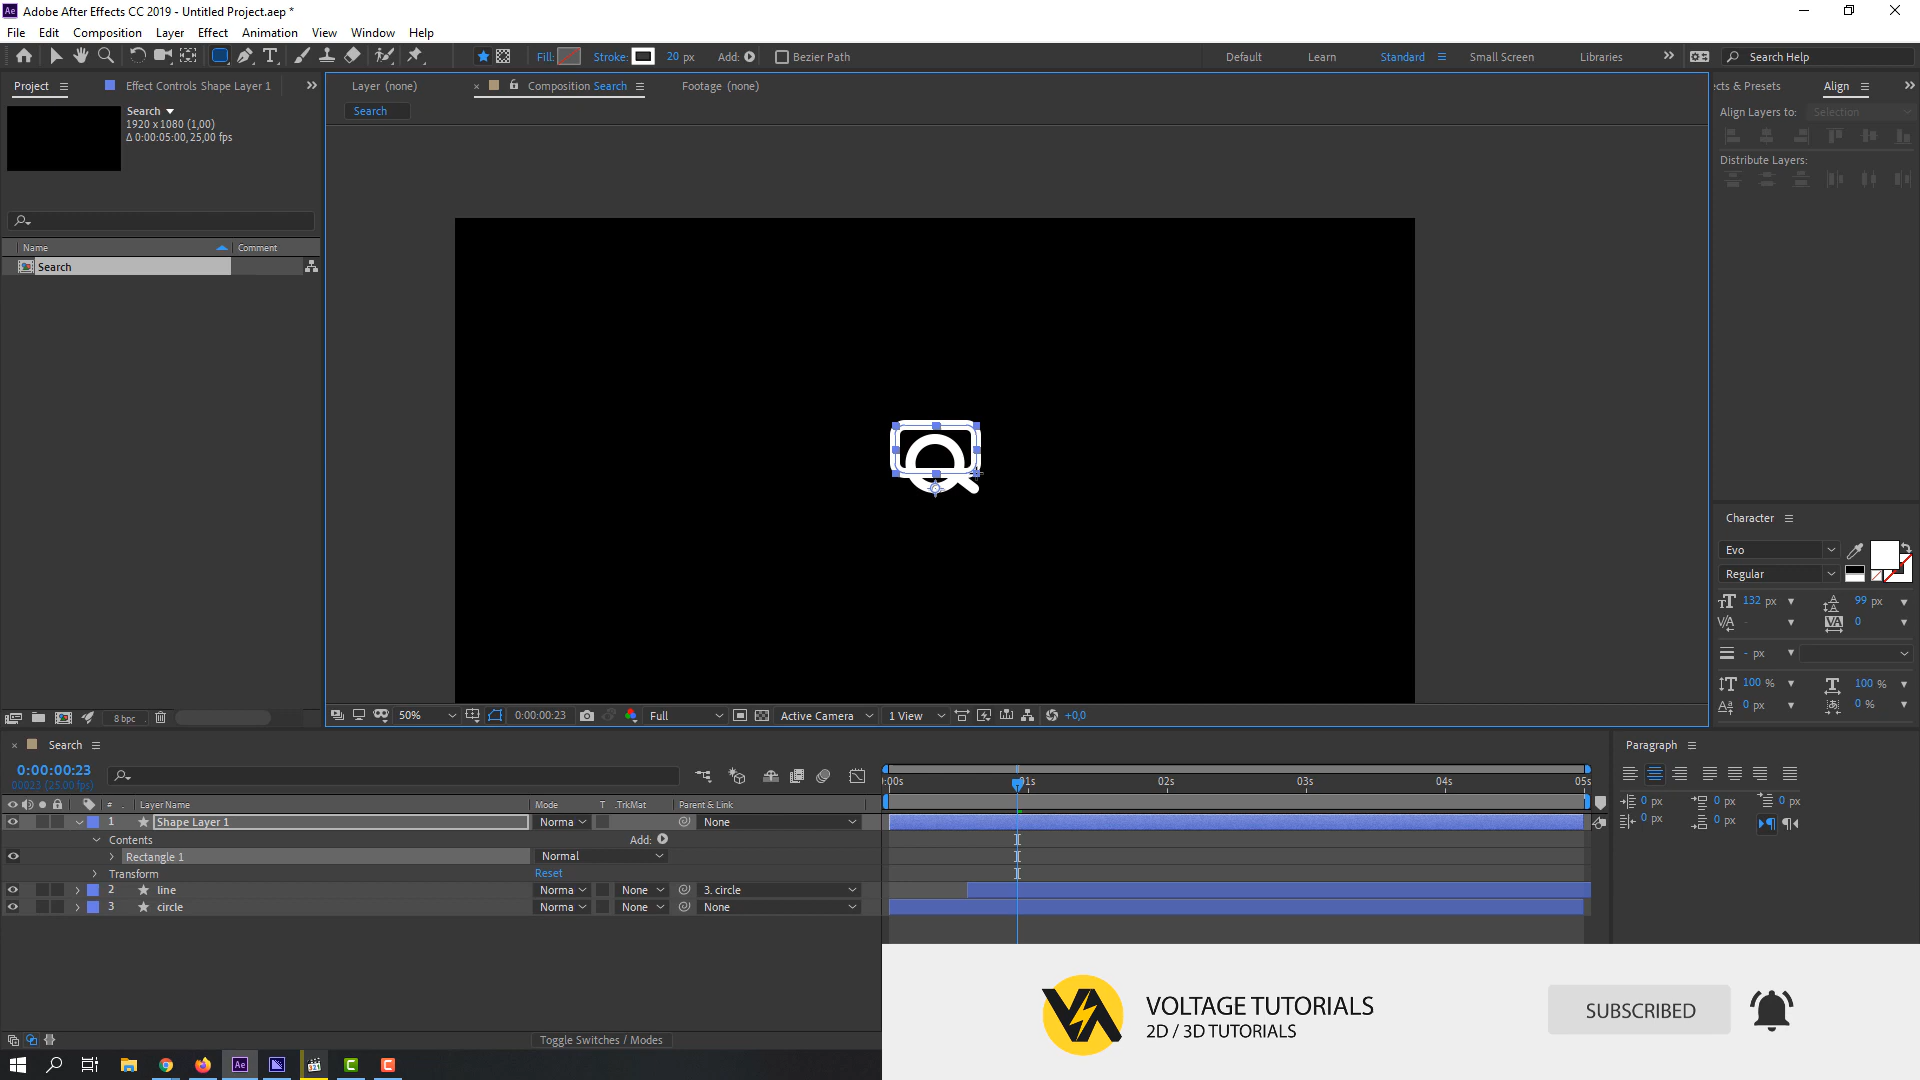 Adobe After Effects CC 2019 - Untitled Project.aep *
File Edit Composition Layer Effect Animation View Window Help
Fill: Stroke: 20 px Add: Bezier Path Default Learn Standard Small Screen Libraries Search Help
Project Effect Controls Shape Layer 1 Layer (none) Composition Search Footage (none) cts & Presets Align
Search
1920 x 1080 (1,00)
Δ 0:00:05:00, 25,00 fps
Search
Align Layers to: Selection
Distribute Layers:
Name Comment
Search
Character
Evo
Regular
132 px 99 px
0
- px
100 % 100 %
0 px 0 %
8 bpc 50% 0:00:00:23 Full Active Camera 1 View +0,0
Search
0:00:00:23
00023 (25.00 fps)
:00s 01s 02s 03s 04s 05s
# Layer Name Mode T .TrkMat Parent & Link
1 Shape Layer 1 Norma None
Contents Add:
Rectangle 1 Normal
Transform Reset
2 line Norma None 3. circle
3 circle Norma None None
Paragraph
0 px 0 px 0 px
0 px 0 px
Toggle Switches / Modes
VOLTAGE TUTORIALS
2D / 3D TUTORIALS
SUBSCRIBED